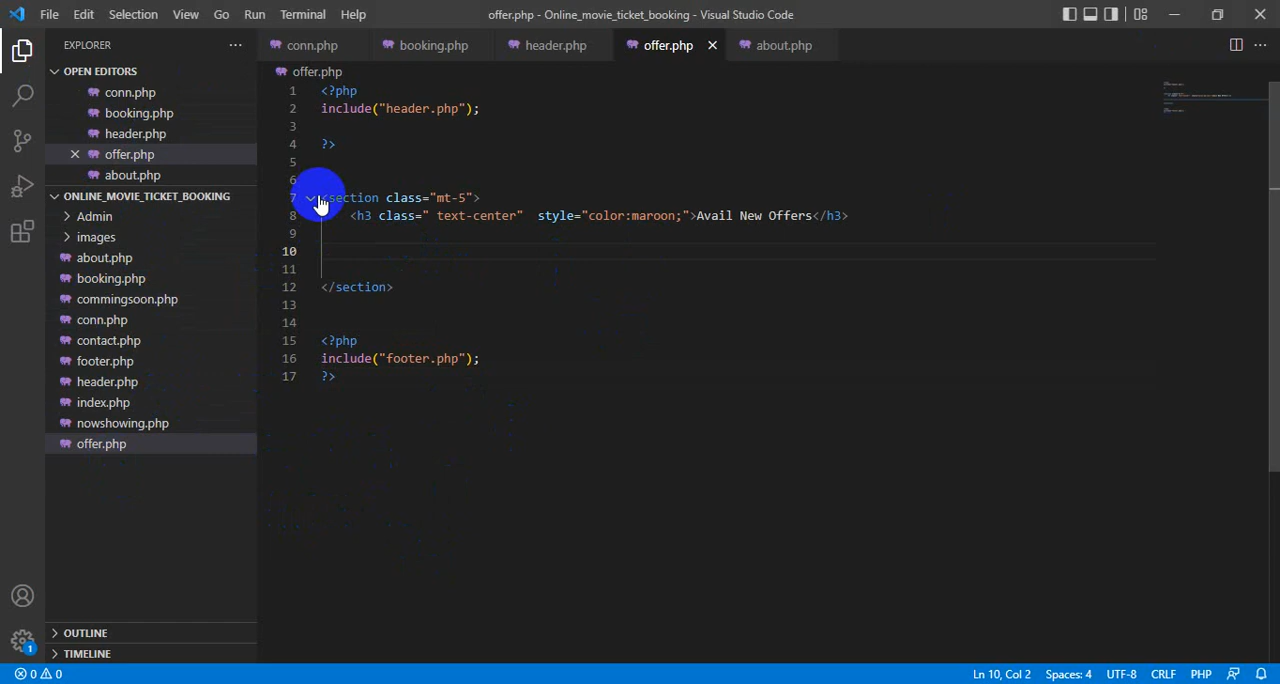 File Edit Selection View Go Run Terminal Help offer.php - Online_movie_ticket_booking - Visual Studio Code
EXPLORER ···
OPEN EDITORS
conn.php
booking.php
header.php
offer.php
about.php
ONLINE_MOVIE_TICKET_BOOKING
Admin
images
about.php
booking.php
commingsoon.php
conn.php
contact.php
footer.php
header.php
index.php
nowshowing.php
offer.php
OUTLINE
TIMELINE
conn.php booking.php header.php offer.php about.php
offer.php
1 <?php
2 include("header.php");
3
4 ?>
5
6
7 <section class="mt-5">
8 <h3 class=" text-center" style="color:maroon;">Avail New Offers</h3>
9
10
11
12 </section>
13
14
15 <?php
16 include("footer.php");
17 ?>
1
0 0 Ln 10, Col 2 Spaces: 4 UTF-8 CRLF PHP